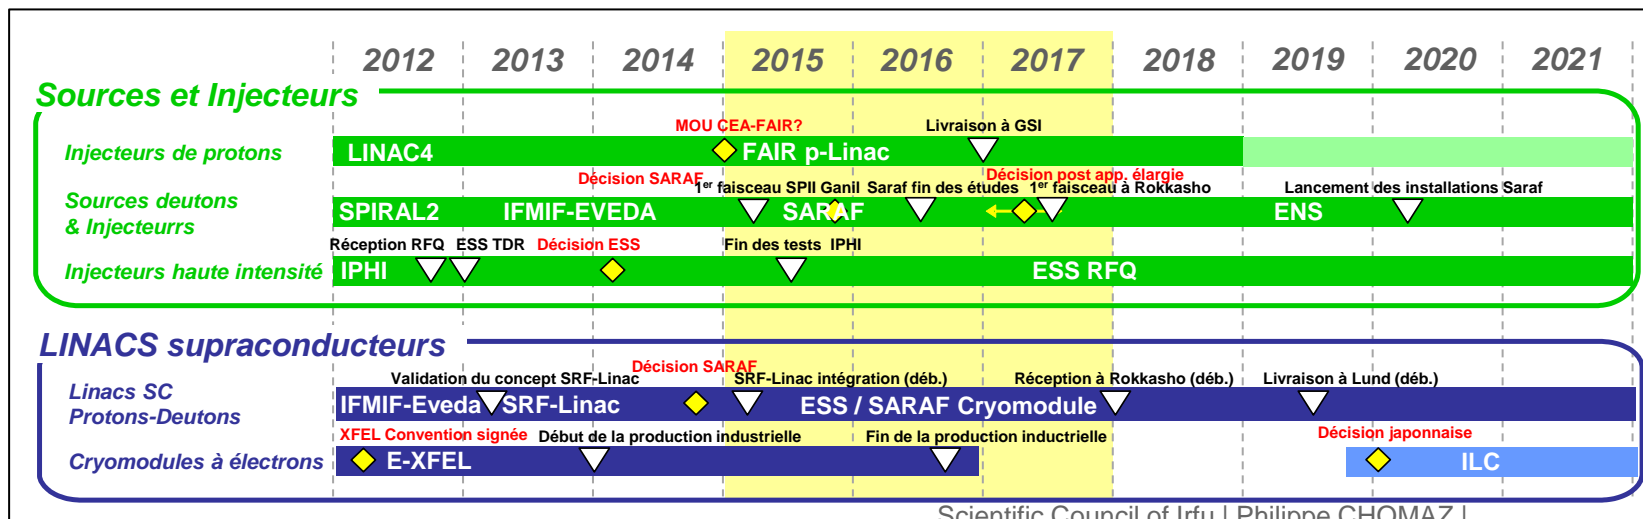 2012 2013 2014 2015 2016 2017 2018 2019 2020 2021
Sources et Injecteurs
MOU CEA-FAIR? Livraison à GSI
Injecteurs de protons LINAC4 FAIR p-Linac
Décision SARAF Décision post app. élargie
1er faisceau SPII Ganil Saraf fin des études 1er faisceau à Rokkasho Lancement des installations Saraf
Sources deutons
& Injecteurrs
SPIRAL2 IFMIF-EVEDA SARAF ENS
Réception RFQ ESS TDR Décision ESS Fin des tests IPHI
Injecteurs haute intensité IPHI ESS RFQ
LINACS supraconducteurs
Décision SARAF
Validation du concept SRF-Linac SRF-Linac intégration (déb.) Réception à Rokkasho (déb.) Livraison à Lund (déb.)
Linacs SC
Protons-Deutons
IFMIF-Eveda SRF-Linac ESS / SARAF Cryomodule
XFEL Convention signée Début de la production industrielle Fin de la production inductrielle Décision japonnaise
Cryomodules à électrons E-XFEL ILC
Scientific Council of Irfu | Philippe CHOMAZ |